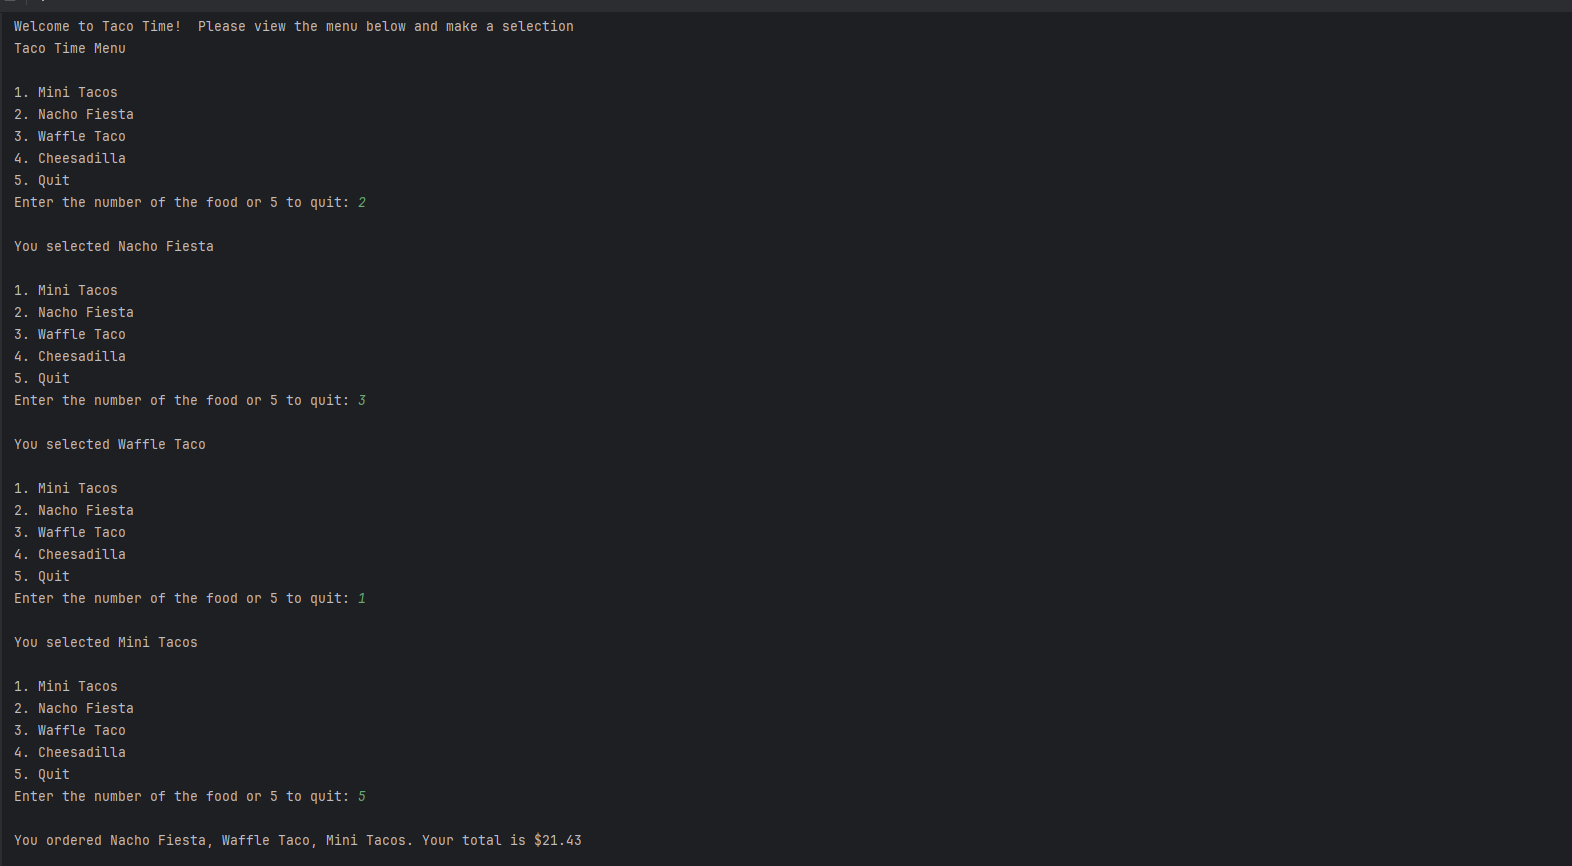 Welcome to Taco Time!  Please view the menu below and make a selection
Taco Time Menu
1. Mini Tacos
2. Nacho Fiesta
3. Waffle Taco
4. Cheesadilla
5. Quit
Enter the number of the food or 5 to quit: 2
You selected Nacho Fiesta
1. Mini Tacos
2. Nacho Fiesta
3. Waffle Taco
4. Cheesadilla
5. Quit
Enter the number of the food or 5 to quit: 3
You selected Waffle Taco
1. Mini Tacos
2. Nacho Fiesta
3. Waffle Taco
4. Cheesadilla
5. Quit
Enter the number of the food or 5 to quit: 1
You selected Mini Tacos
1. Mini Tacos
2. Nacho Fiesta
3. Waffle Taco
4. Cheesadilla
5. Quit
Enter the number of the food or 5 to quit: 5
You ordered Nacho Fiesta, Waffle Taco, Mini Tacos. Your total is $21.43